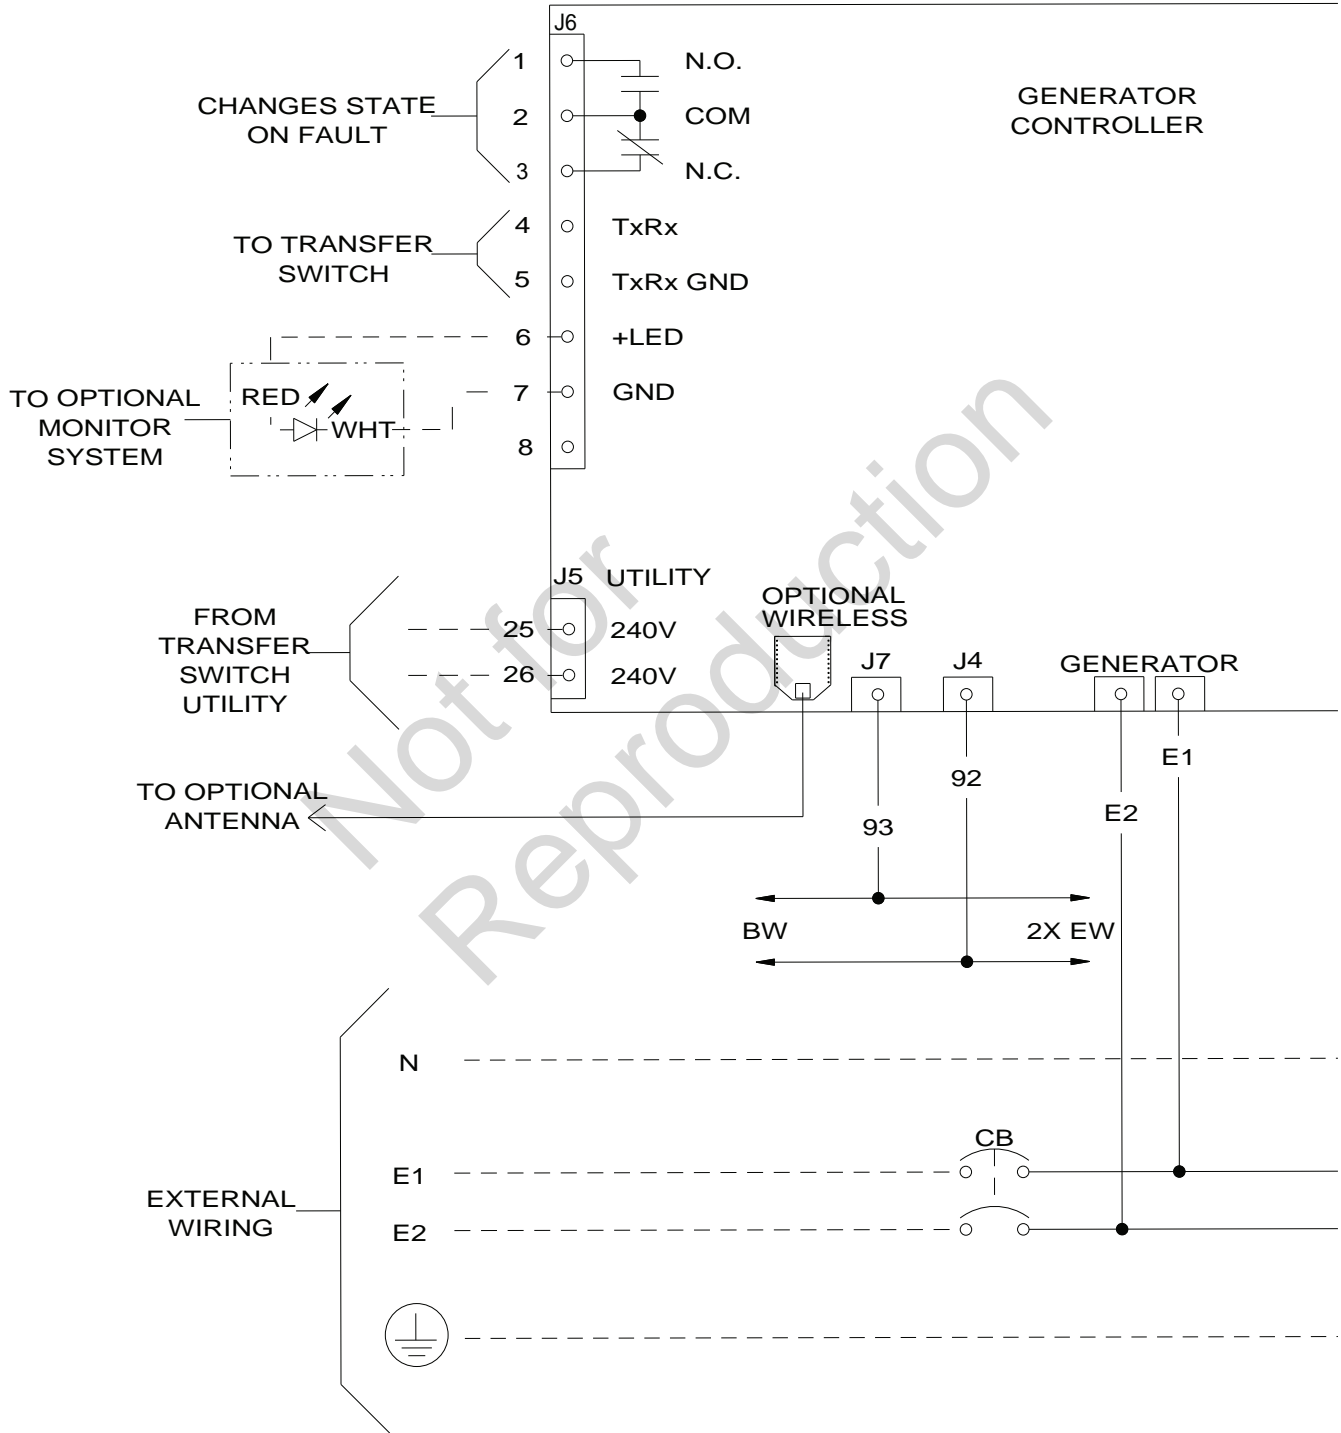 J6
1 N.O.
CHANGES STATE
ON FAULT
2 COM
3 N.C.
GENERATOR
CONTROLLER
TO TRANSFER
SWITCH
4 TxRx
5 TxRx GND
6 +LED
7 GND
8
TO OPTIONAL
MONITOR
SYSTEM
RED
WHT
J5 UTILITY
FROM
TRANSFER
SWITCH
UTILITY
25 240V
26 240V
OPTIONAL
WIRELESS
J7
J4
GENERATOR
TO OPTIONAL
ANTENNA
93
92
E2
E1
BW
2X EW
Not for
Reproduction
EXTERNAL
WIRING
N
CB
E1
E2